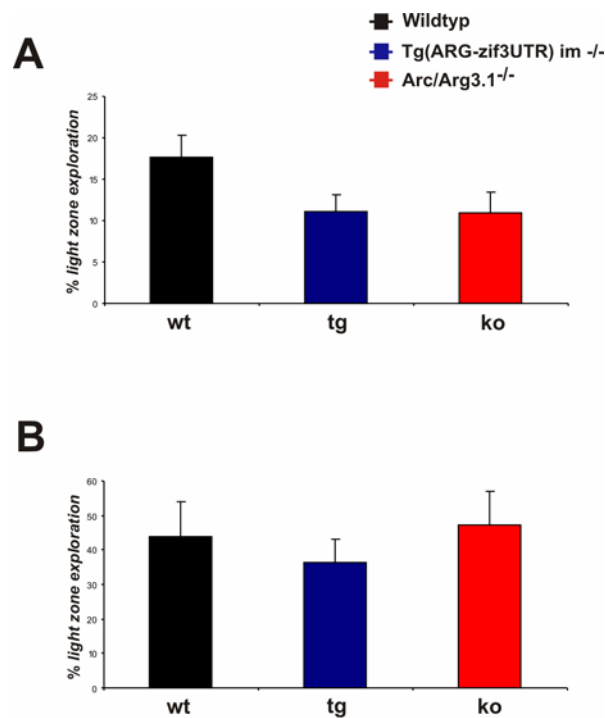 Wildtyp
Tg(ARG-zif3UTR) im -/-
Arc/Arg3.1-/-
A
% light zone exploration
25
20
15
10
5
0
wt tg ko
B
% light zone exploration
60
50
40
30
20
10
0
wt tg ko